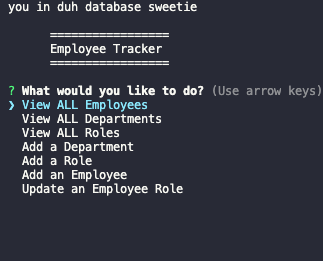 you in duh database sweetie
=================
Employee Tracker
=================
? What would you like to do? (Use arrow keys)
❯ View ALL Employees
View ALL Departments
View ALL Roles
Add a Department
Add a Role
Add an Employee
Update an Employee Role